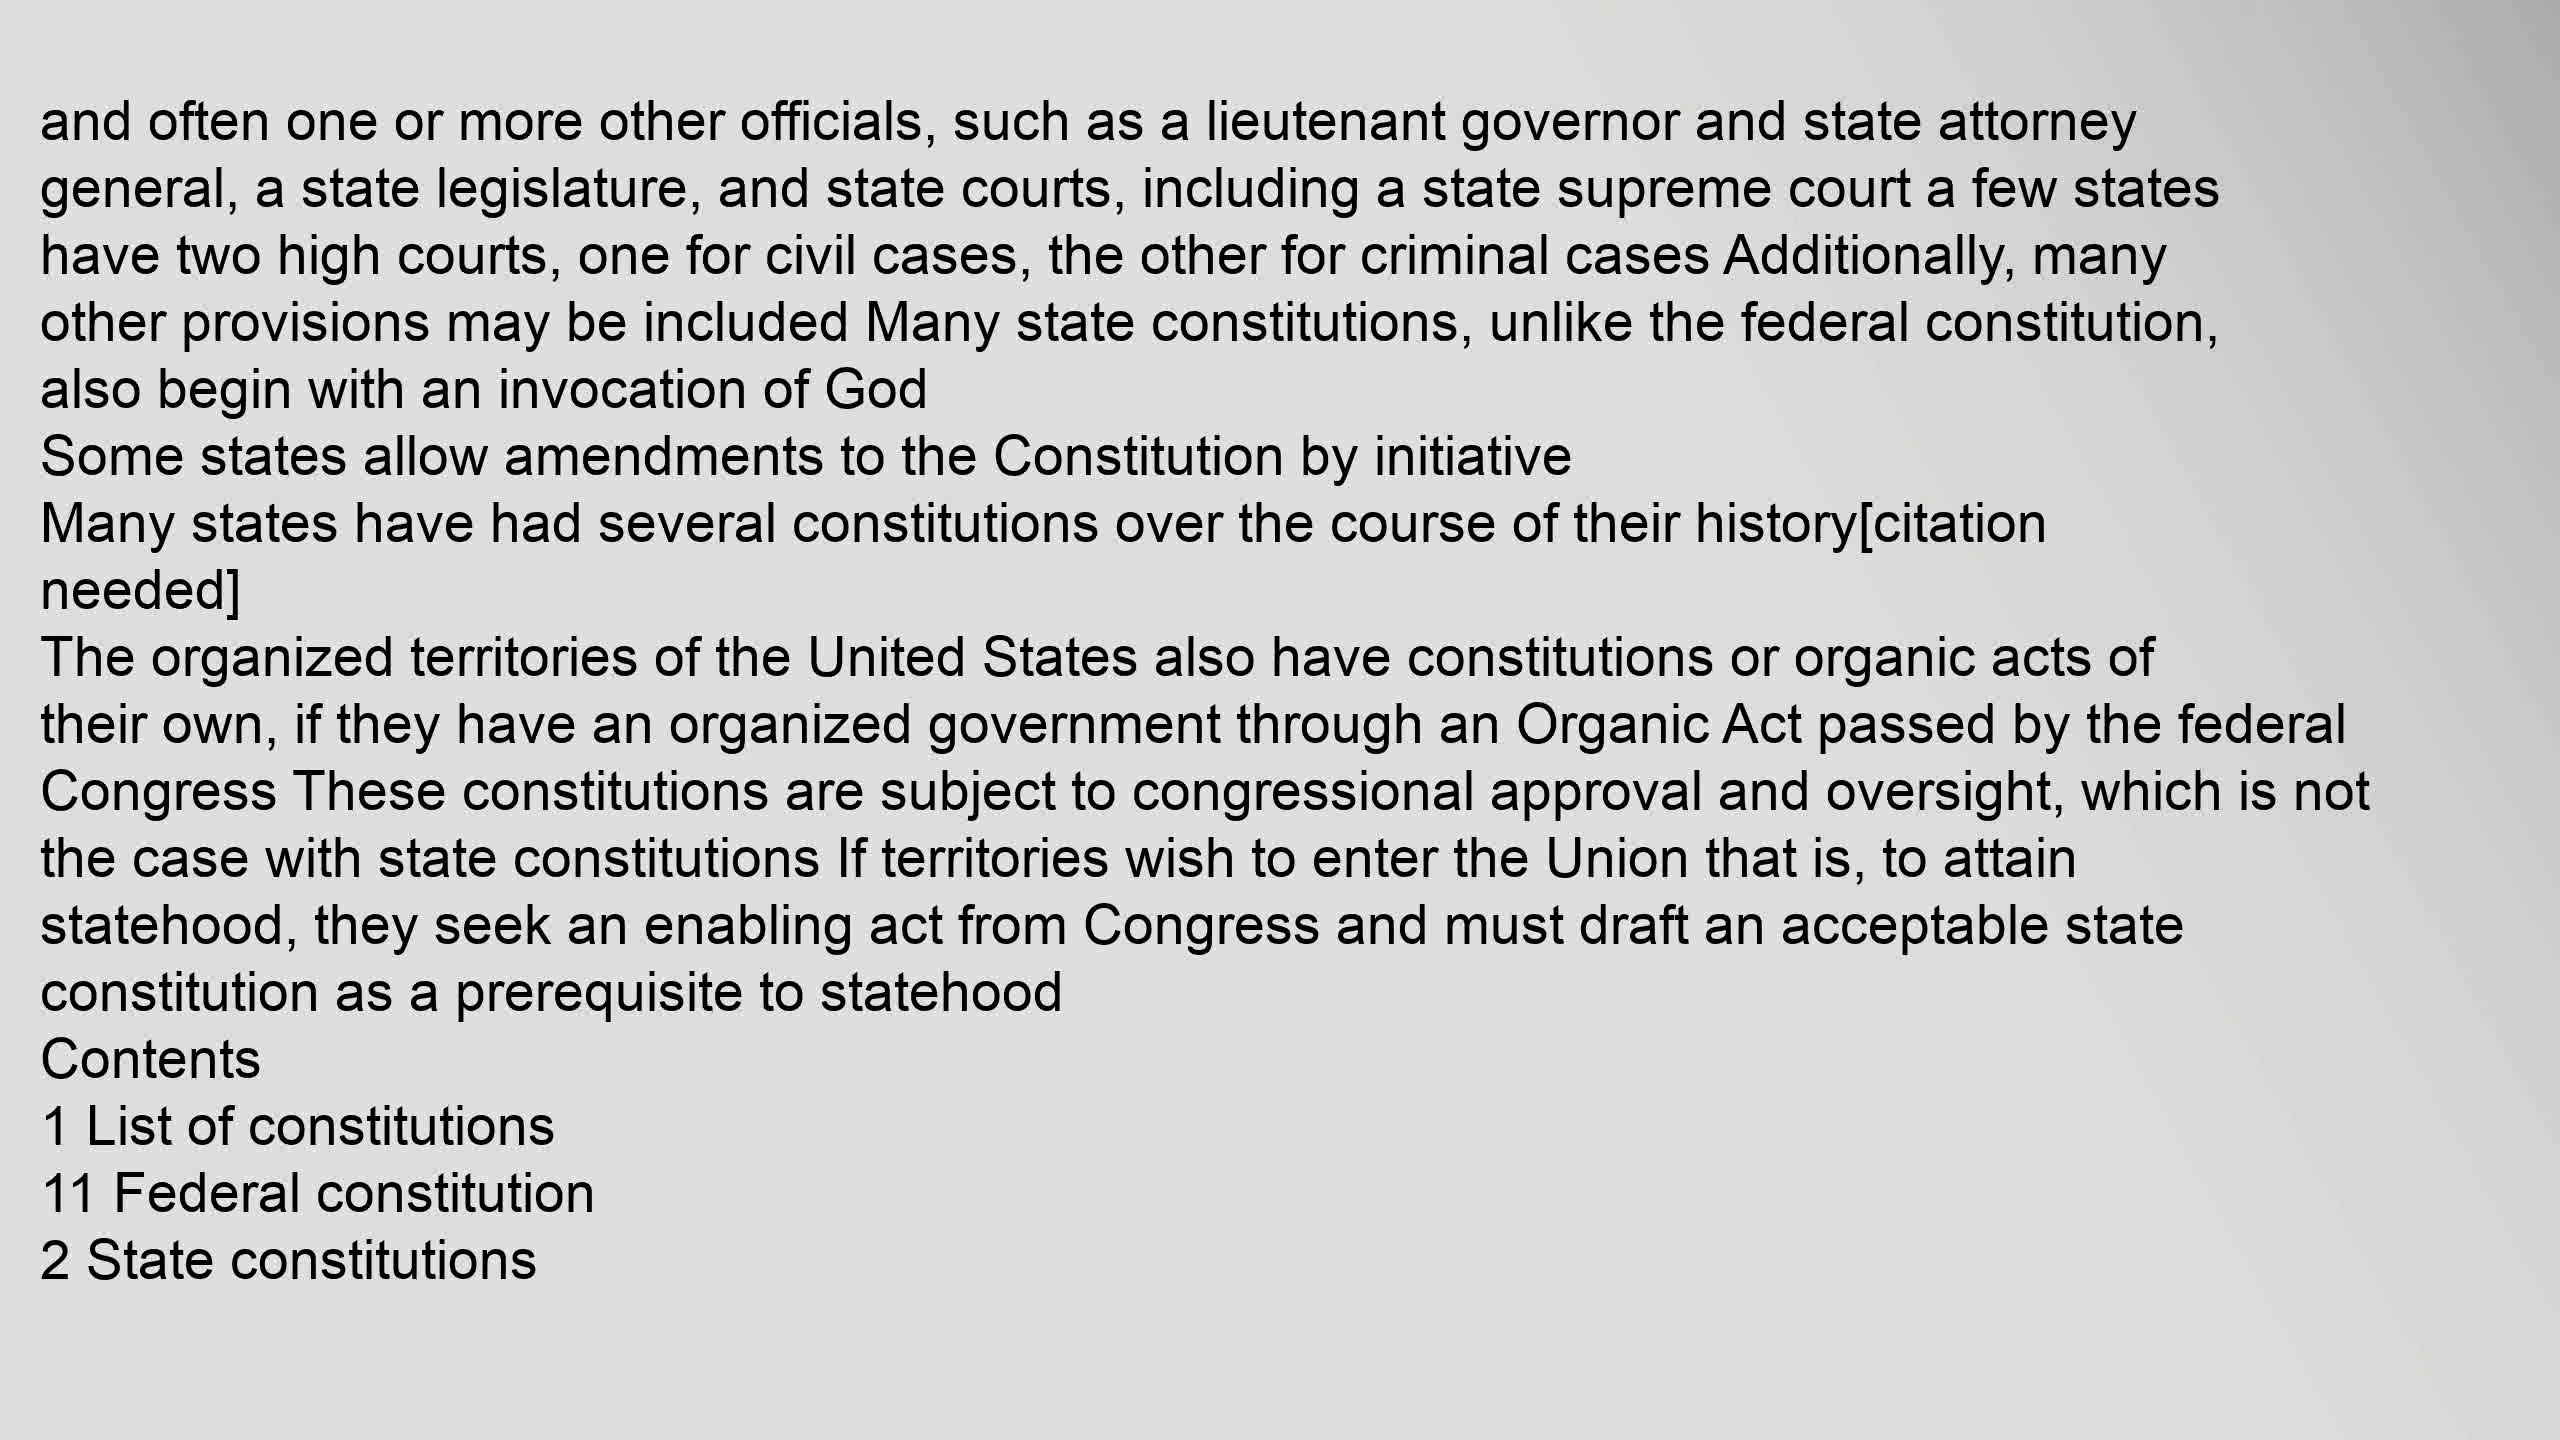 and often one or more other officials, such as a lieutenant governor and state attorney
general, a state legislature, and state courts, including a state supreme court a few states
have two high courts, one for civil cases, the other for criminal cases Additionally, many
other provisions may be included Many state constitutions, unlike the federal constitution,
also begin with an invocation of God
Some states allow amendments to the Constitution by initiative
Many states have had several constitutions over the course of their history[citation
needed]
The organized territories of the United States also have constitutions or organic acts of
their own, if they have an organized government through an Organic Act passed by the federal
Congress These constitutions are subject to congressional approval and oversight, which is not
the case with state constitutions If territories wish to enter the Union that is, to attain
statehood, they seek an enabling act from Congress and must draft an acceptable state
constitution as a prerequisite to statehood
Contents
1 List of constitutions
11 Federal constitution
2 State constitutions